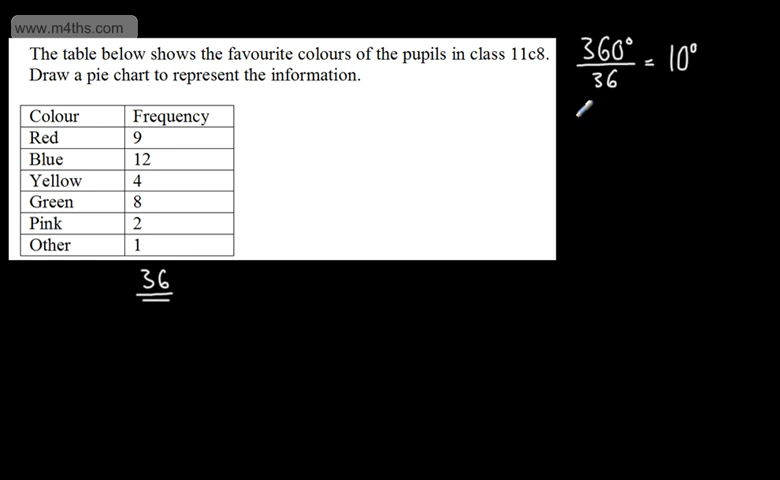 www.m4ths.com
The table below shows the favourite colours of the pupils in class 11c8.
Draw a pie chart to represent the information.
Colour Frequency
Red 9
Blue 12
Yellow 4
Green 8
Pink 2
Other 1
36
360°
36
= 10°